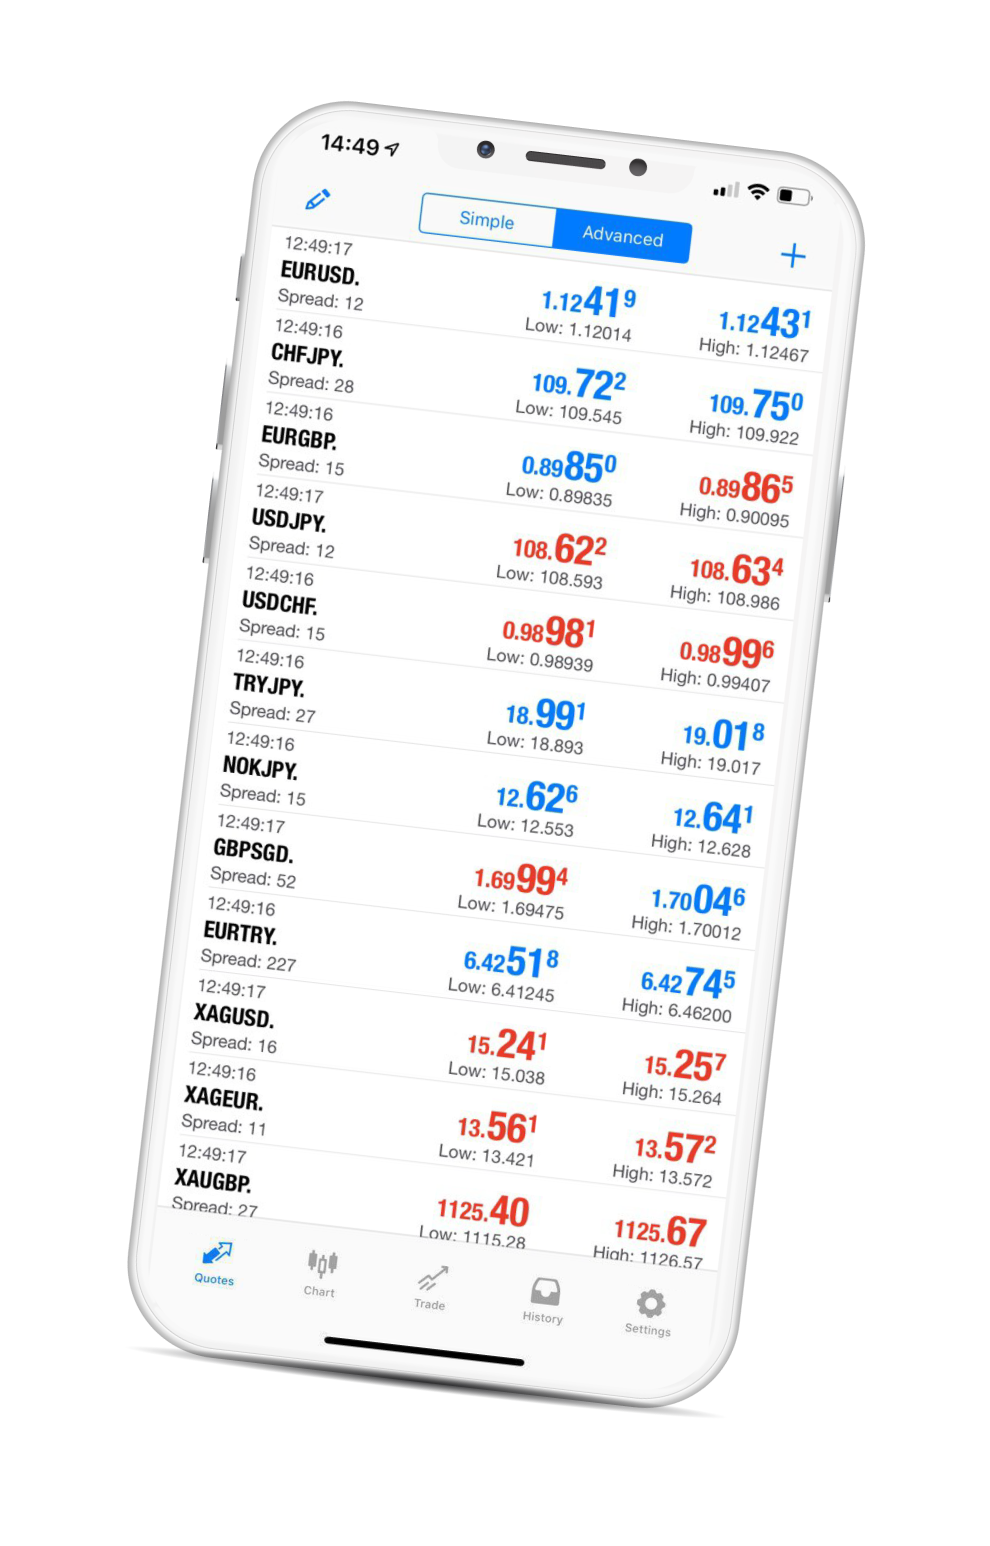 14:49
Simple Advanced
12:49:17
EURUSD. 1.12419 1.12431
Spread: 12 Low: 1.12014 High: 1.12467
12:49:16
CHFJPY. 109.722 109.750
Spread: 28 Low: 109.545 High: 109.922
12:49:16
EURGBP. 0.89850 0.89865
Spread: 15 Low: 0.89835 High: 0.90095
12:49:17
USDJPY. 108.622 108.634
Spread: 12 Low: 108.593 High: 108.986
12:49:16
USDCHF. 0.98981 0.98996
Spread: 15 Low: 0.98939 High: 0.99407
12:49:16
TRYJPY. 18.991 19.018
Spread: 27 Low: 18.893 High: 19.017
12:49:16
NOKJPY. 12.626 12.641
Spread: 15 Low: 12.553 High: 12.628
12:49:17
GBPSGD. 1.69994 1.70046
Spread: 52 Low: 1.69475 High: 1.70012
12:49:16
EURTRY. 6.42518 6.42745
Spread: 227 Low: 6.41245 High: 6.46200
12:49:17
XAGUSD. 15.241 15.257
Spread: 16 Low: 15.038 High: 15.264
12:49:16
XAGEUR. 13.561 13.572
Spread: 11 Low: 13.421 High: 13.572
12:49:17
XAUGBP. 1125.40 1125.67
Spread: 27 Low: 1115.28 High: 1126.57
Quotes Chart Trade History Settings